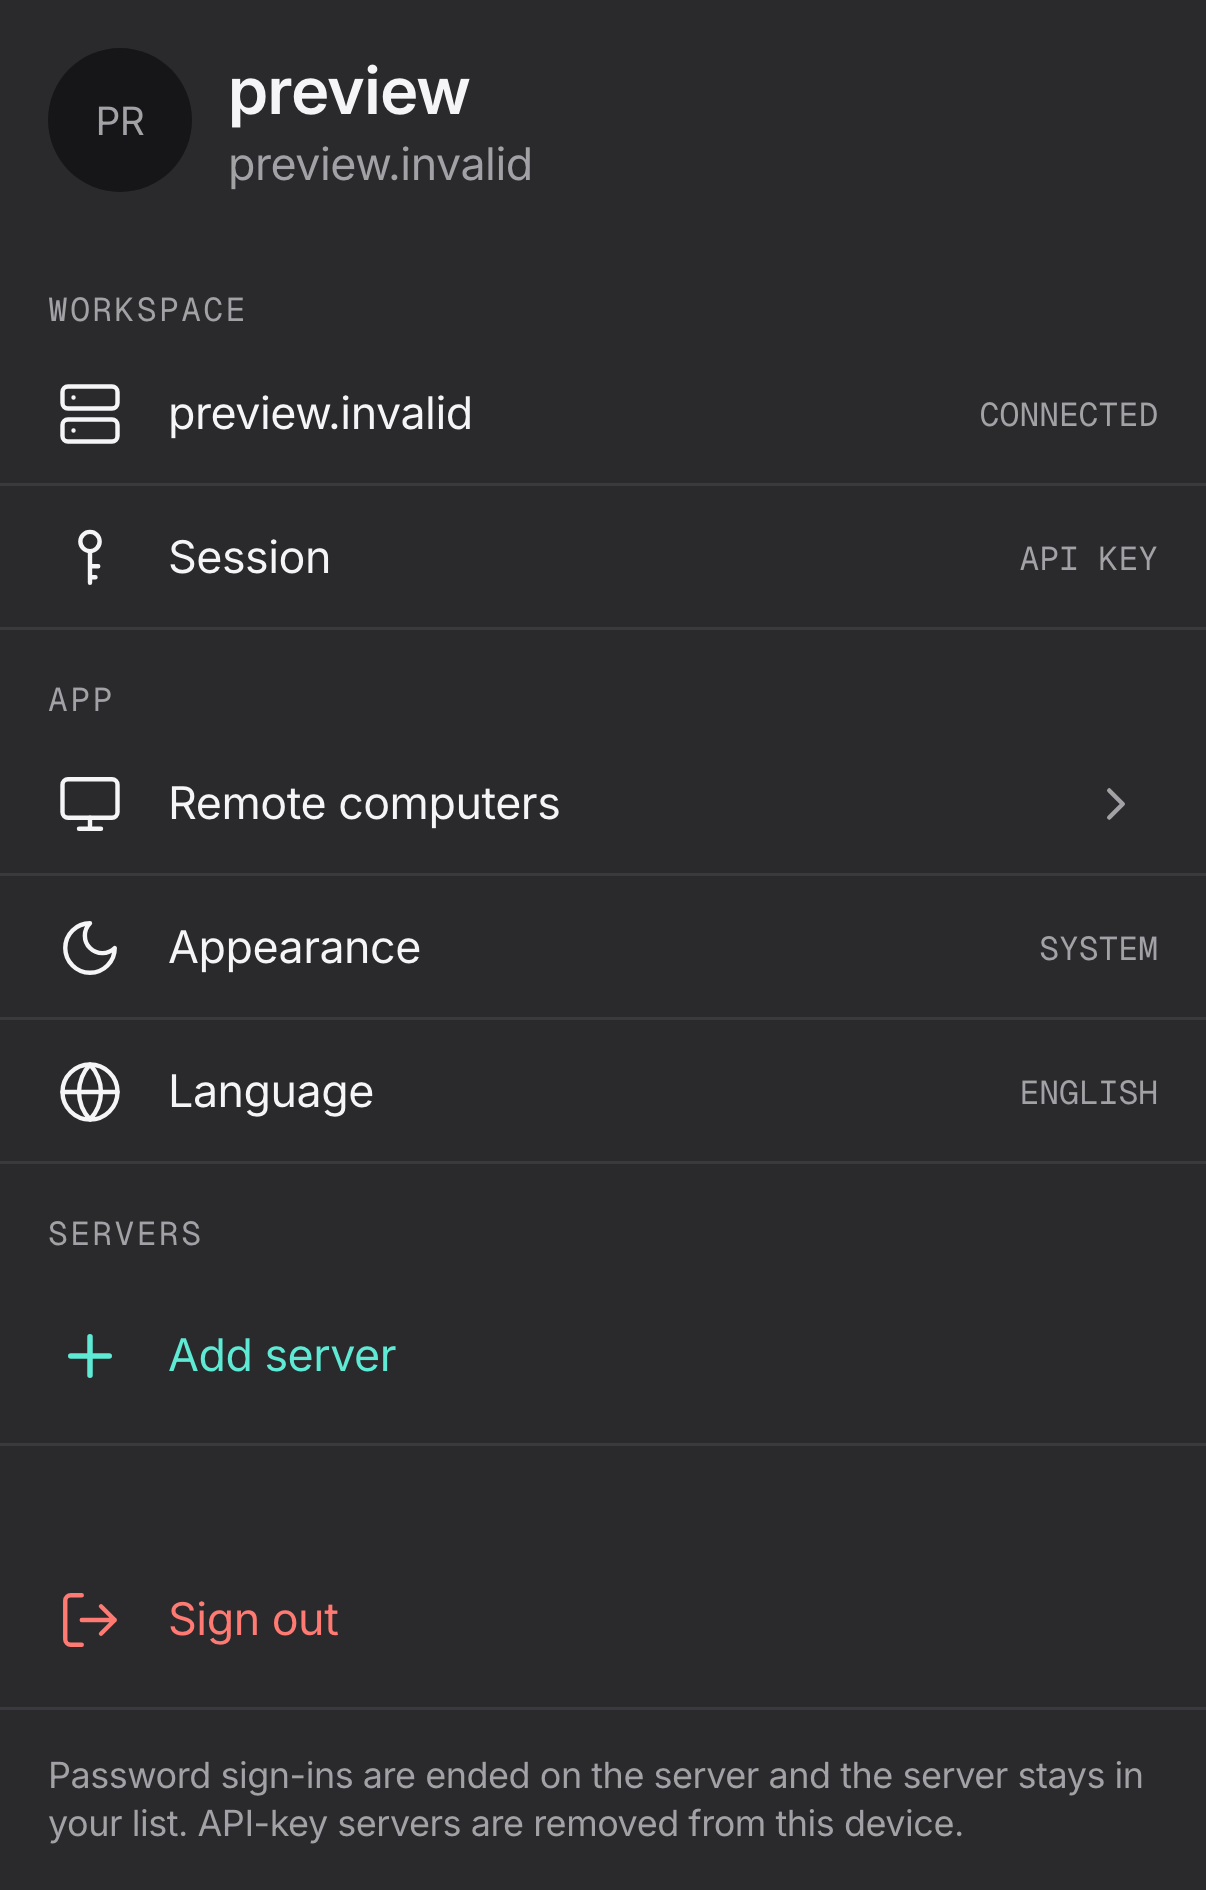 PR
preview
preview.invalid
WORKSPACE
preview.invalid
CONNECTED
Session
API KEY
APP
Remote computers
Appearance
SYSTEM
Language
ENGLISH
SERVERS
Add server
Sign out
Password sign-ins are ended on the server and the server stays in
your list. API-key servers are removed from this device.